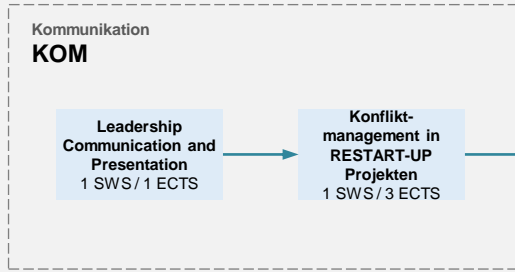 Kommunikation
KOM
Leadership
Communication and
Presentation
1 SWS / 1 ECTS
Konflikt-
management in
RESTART-UP
Projekten
1 SWS / 3 ECTS